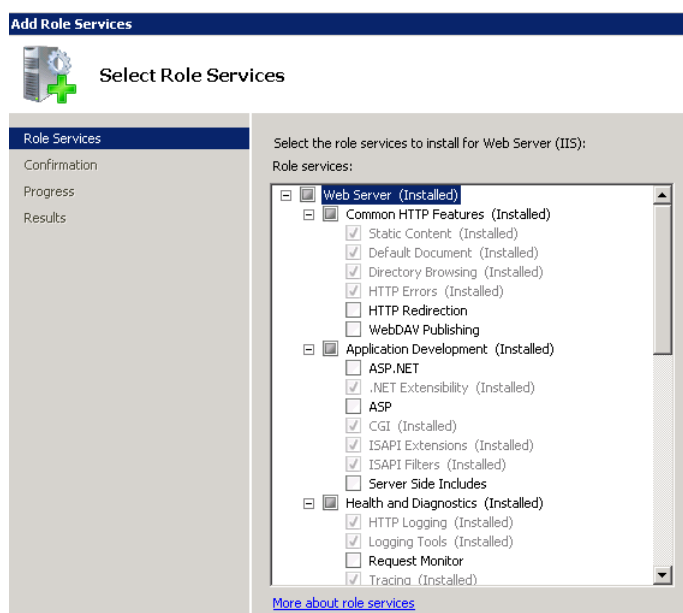 Add Role Services
Select Role Services
Role Services
Confirmation
Progress
Results
Select the role services to install for Web Server (IIS):
Role services:
Web Server (Installed)
Common HTTP Features (Installed)
Static Content (Installed)
Default Document (Installed)
Directory Browsing (Installed)
HTTP Errors (Installed)
HTTP Redirection
WebDAV Publishing
Application Development (Installed)
ASP.NET
.NET Extensibility (Installed)
ASP
CGI (Installed)
ISAPI Extensions (Installed)
ISAPI Filters (Installed)
Server Side Includes
Health and Diagnostics (Installed)
HTTP Logging (Installed)
Logging Tools (Installed)
Request Monitor
Tracing (Installed)
More about role services